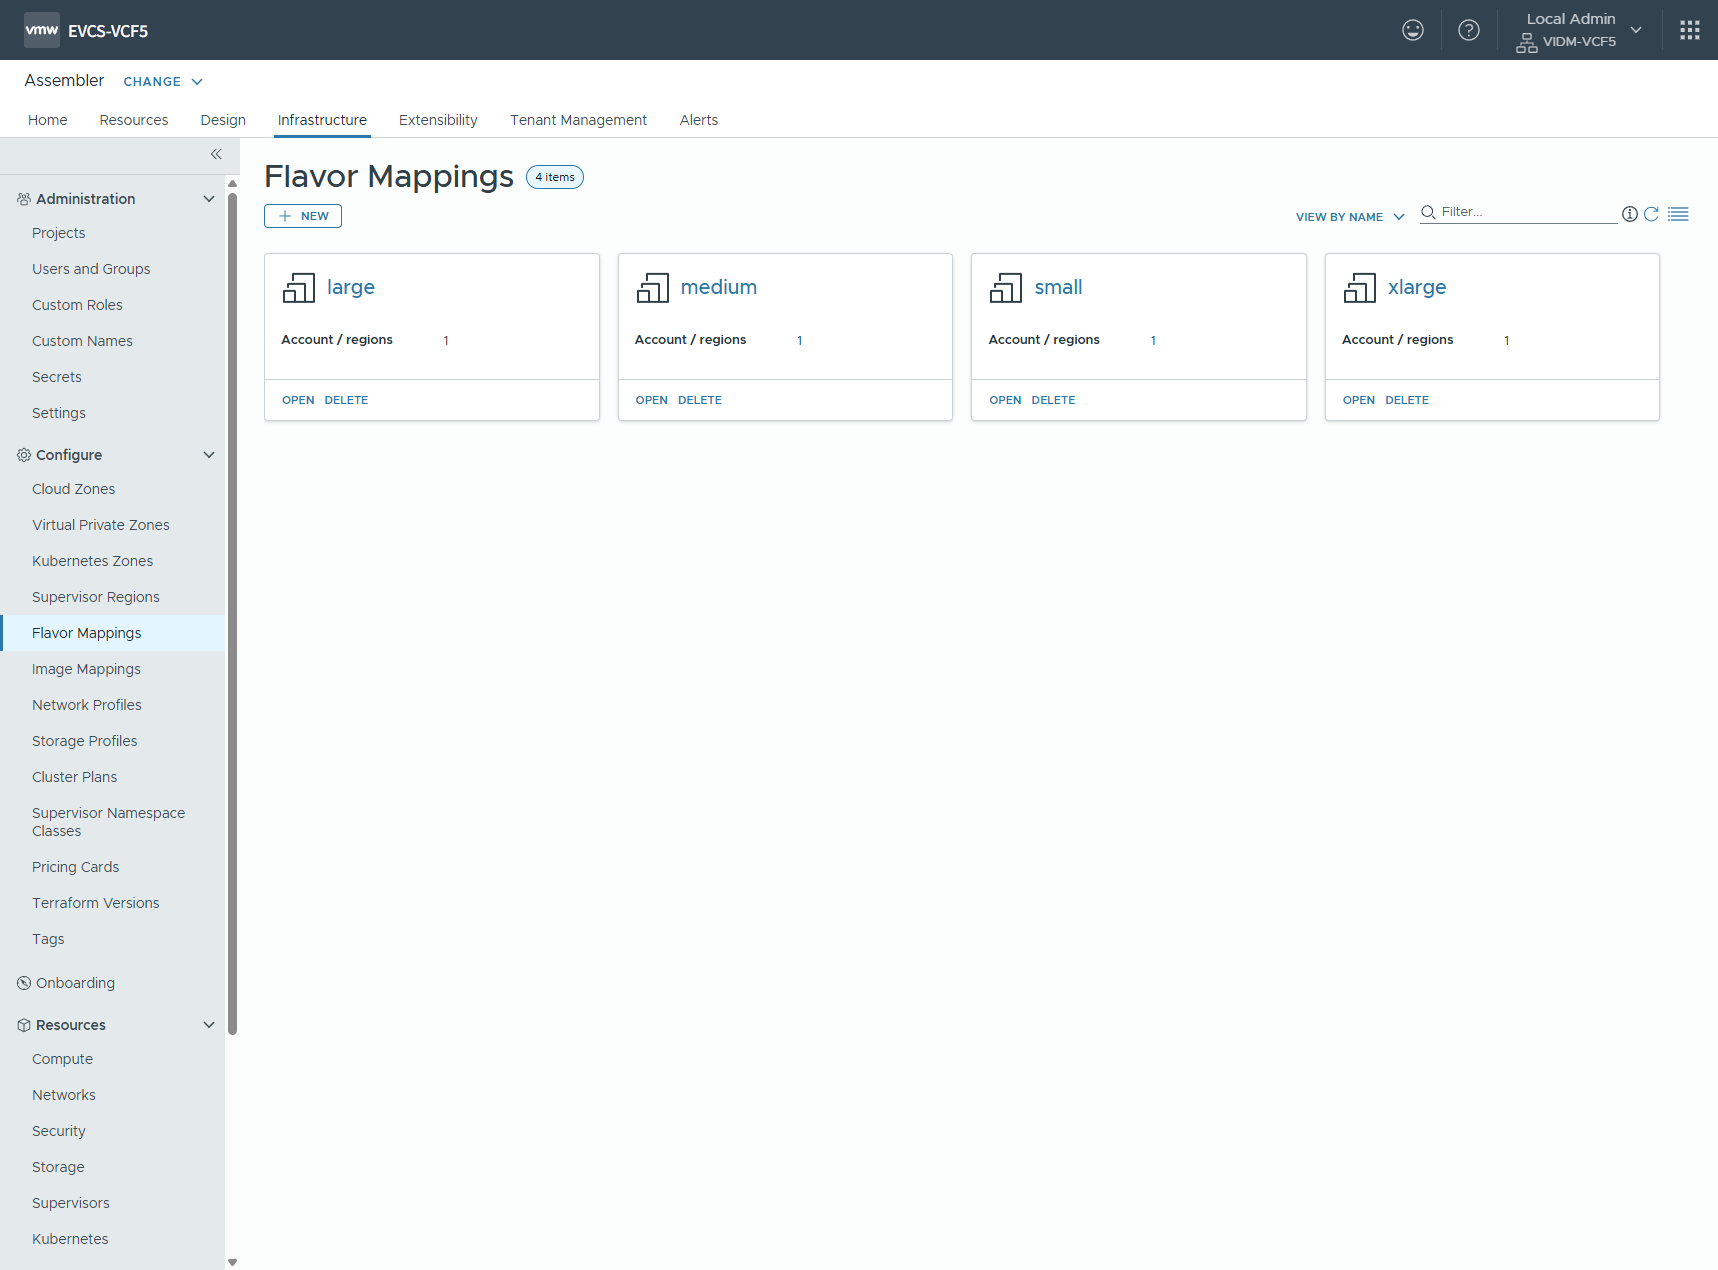 vmw EVCS-VCF5
Local Admin
VIDM-VCF5
Assembler CHANGE
Home Resources Design Infrastructure Extensibility Tenant Management Alerts
Administration
Projects
Users and Groups
Custom Roles
Custom Names
Secrets
Settings
Configure
Cloud Zones
Virtual Private Zones
Kubernetes Zones
Supervisor Regions
Flavor Mappings
Image Mappings
Network Profiles
Storage Profiles
Cluster Plans
Supervisor Namespace
Classes
Pricing Cards
Terraform Versions
Tags
Onboarding
Resources
Compute
Networks
Security
Storage
Supervisors
Kubernetes
Flavor Mappings 4 items
NEW
VIEW BY NAME Filter...
large
Account / regions 1
OPEN DELETE
medium
Account / regions 1
OPEN DELETE
small
Account / regions 1
OPEN DELETE
xlarge
Account / regions 1
OPEN DELETE